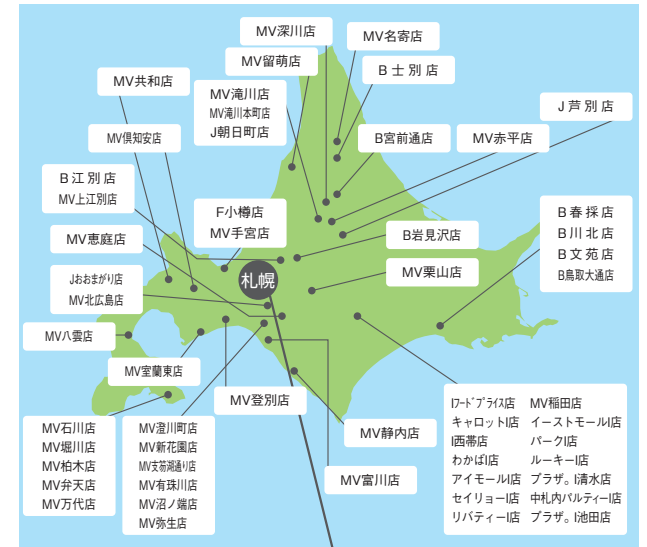 MV深川店
MV名寄店
MV留萌店
B士別店
MV共和店
MV滝川店
MV滝川本町店
J朝日町店
J芦別店
MV倶知安店
B宮前通店
MV赤平店
B江別店
MV上江別店
F小樽店
MV手宮店
B春採店
B川北店
B文苑店
B鳥取大通店
MV恵庭店
B岩見沢店
札幌
MV栗山店
Jおおまがり店
MV北広島店
MV八雲店
MV室蘭東店
MV登別店
MV静内店
MV富川店
MV石川店
MV堀川店
MV柏木店
MV弁天店
MV万代店
MV澄川町店
MV新花園店
MV支笏湖通り店
MV有珠川店
MV沼ノ端店
MV弥生店
Iフードプライス店
キャロットI店
I西帯店
わかばI店
アイモールI店
セイリョーI店
リバティーI店
MV稲田店
イーストモールI店
パークI店
ルーキーI店
プラザ。I清水店
中札内パルティーI店
プラザ。I池田店